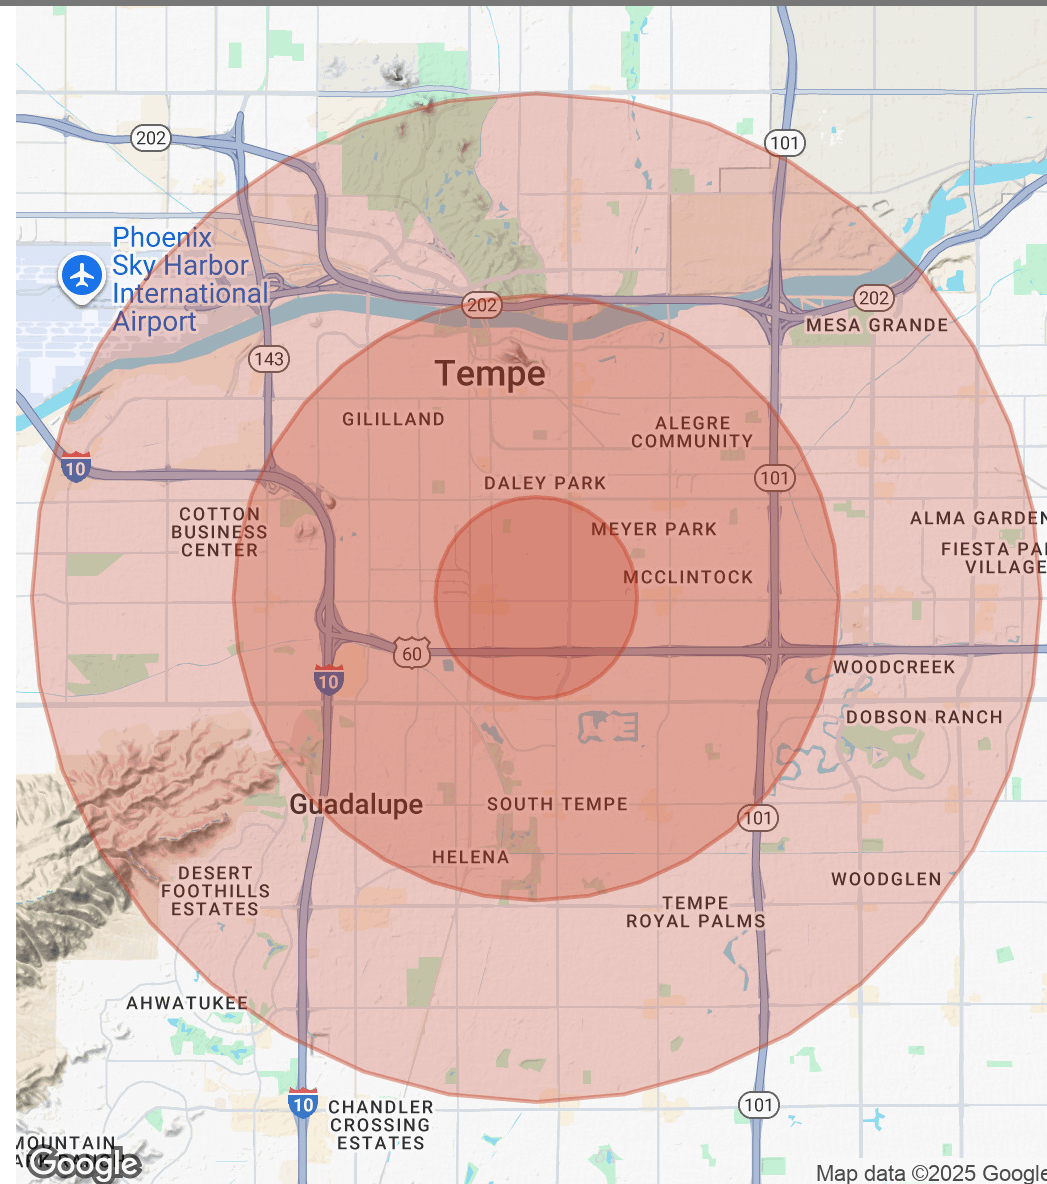 202
101
Phoenix
Sky Harbor
International
Airport
202
202
MESA GRANDE
143
Tempe
GILILLAND
ALEGRE
COMMUNITY
10
101
DALEY PARK
COTTON
BUSINESS
CENTER
MEYER PARK
ALMA GARDEN
FIESTA PA
VILLAGE
MCCLINTOCK
60
10
WOODCREEK
DOBSON RANCH
Guadalupe
SOUTH TEMPE
101
HELENA
DESERT
FOOTHILLS
ESTATES
WOODGLEN
TEMPE
ROYAL PALMS
AHWATUKEE
10
CHANDLER
CROSSING
ESTATES
101
MOUNTAIN
Google
Map data ©2025 Google